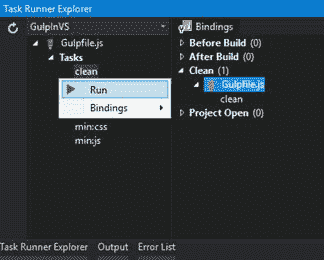 Task Runner Explorer
GulpInVS
Gulpfile.js
Tasks
clean
Run
Bindings
min:css
min:js
Bindings
Before Build (0)
After Build (0)
Clean (1)
Gulpfile.js
clean
Project Open (0)
Task Runner Explorer Output Error List